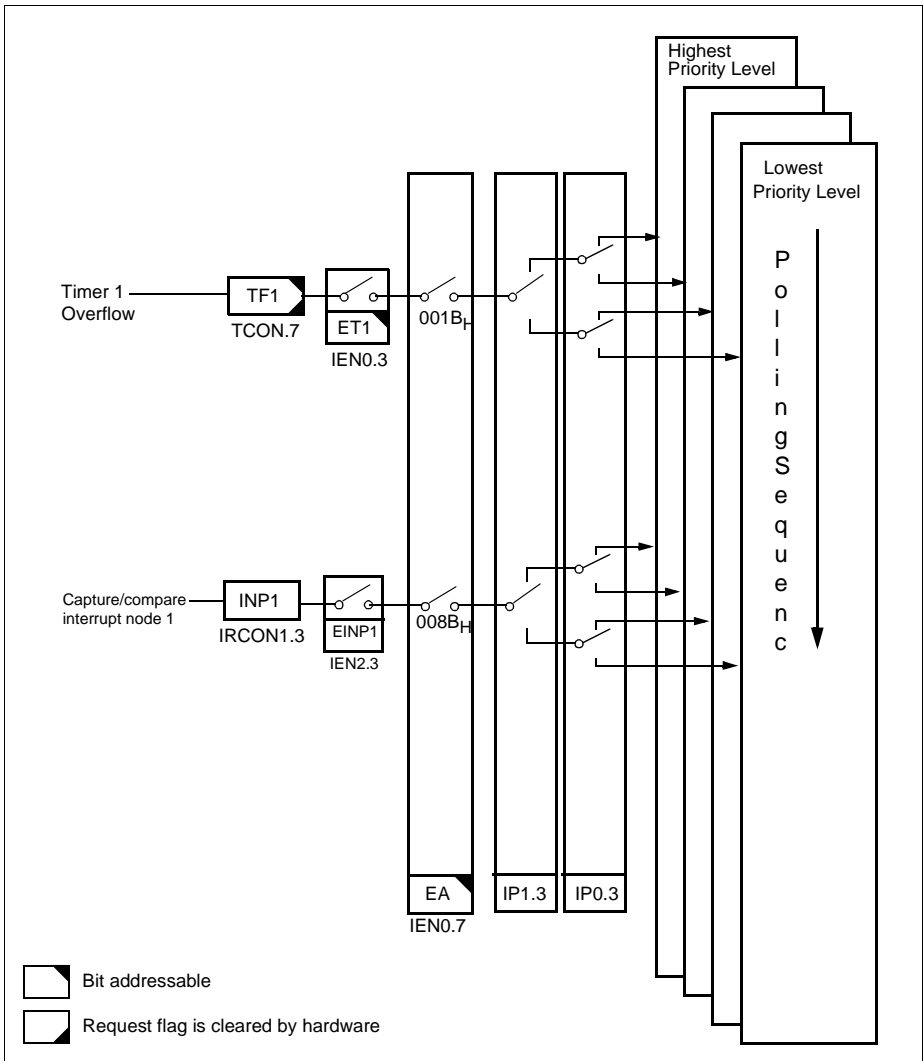 Highest
Priority Level
Lowest
Priority Level
P
o
l
l
i
n
g
S
e
q
u
e
n
c
Timer 1
Overflow
TF1
TCON.7
ET1
IEN0.3
001BH
Capture/compare
interrupt node 1
INP1
IRCON1.3
EINP1
IEN2.3
008BH
EA
IEN0.7
IP1.3
IP0.3
Bit addressable
Request flag is cleared by hardware